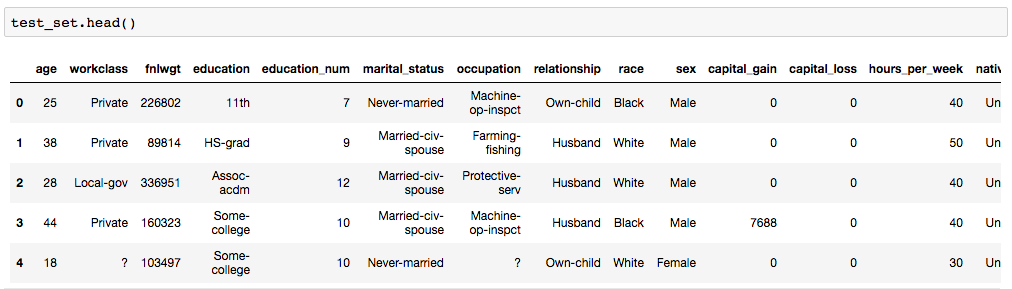 test_set.head()
age workclass fnlwgt education education_num marital_status occupation relationship race sex capital_gain capital_loss hours_per_week nativ
0 25 Private 226802 11th 7 Never-married Machine-op-inspct Own-child Black Male 0 0 40 Un
1 38 Private 89814 HS-grad 9 Married-civ-spouse Farming-fishing Husband White Male 0 0 50 Un
2 28 Local-gov 336951 Assoc-acdm 12 Married-civ-spouse Protective-serv Husband White Male 0 0 40 Un
3 44 Private 160323 Some-college 10 Married-civ-spouse Machine-op-inspct Husband Black Male 7688 0 40 Un
4 18 ? 103497 Some-college 10 Never-married ? Own-child White Female 0 0 30 Un